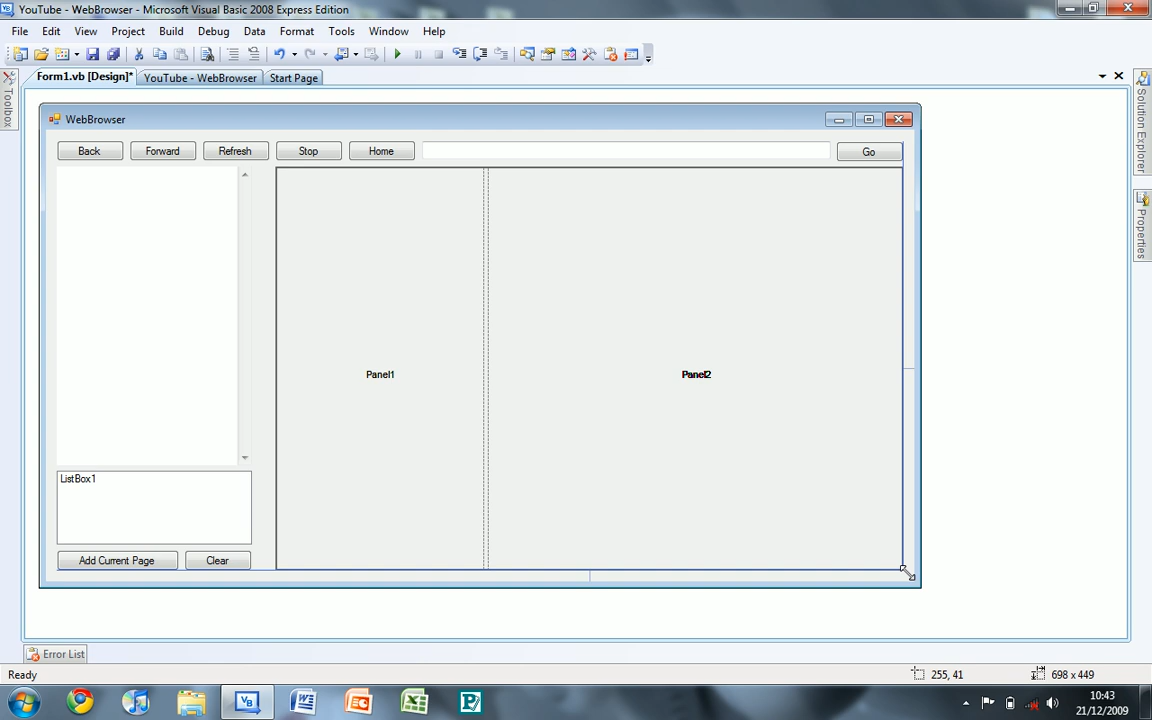 YouTube - WebBrowser - Microsoft Visual Basic 2008 Express Edition
File Edit View Project Build Debug Data Format Tools Window Help
Form1.vb [Design]* YouTube - WebBrowser Start Page
Toolbox
Solution Explorer
Properties
WebBrowser
Back Forward Refresh Stop Home Go
Panel1 Panel2
ListBox1
Add Current Page Clear
Error List
Ready 255, 41 698 x 449
10:43
21/12/2009